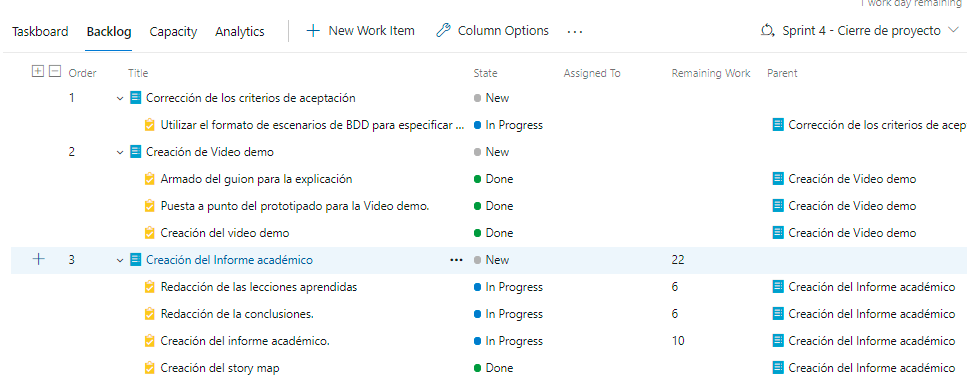 1 work day remaining
Taskboard Backlog Capacity Analytics New Work Item Column Options ... Sprint 4 - Cierre de proyecto
Order Title State Assigned To Remaining Work Parent
1 Corrección de los criterios de aceptación New
Utilizar el formato de escenarios de BDD para especificar ... In Progress Corrección de los criterios de acep
2 Creación de Video demo New
Armado del guion para la explicación Done Creación de Video demo
Puesta a punto del prototipado para la Video demo. Done Creación de Video demo
Creación del video demo Done Creación de Video demo
3 Creación del Informe académico ... New 22
Redacción de las lecciones aprendidas In Progress 6 Creación del Informe académico
Redacción de la conclusiones. In Progress 6 Creación del Informe académico
Creación del informe académico. In Progress 10 Creación del Informe académico
Creación del story map Done Creación del Informe académico